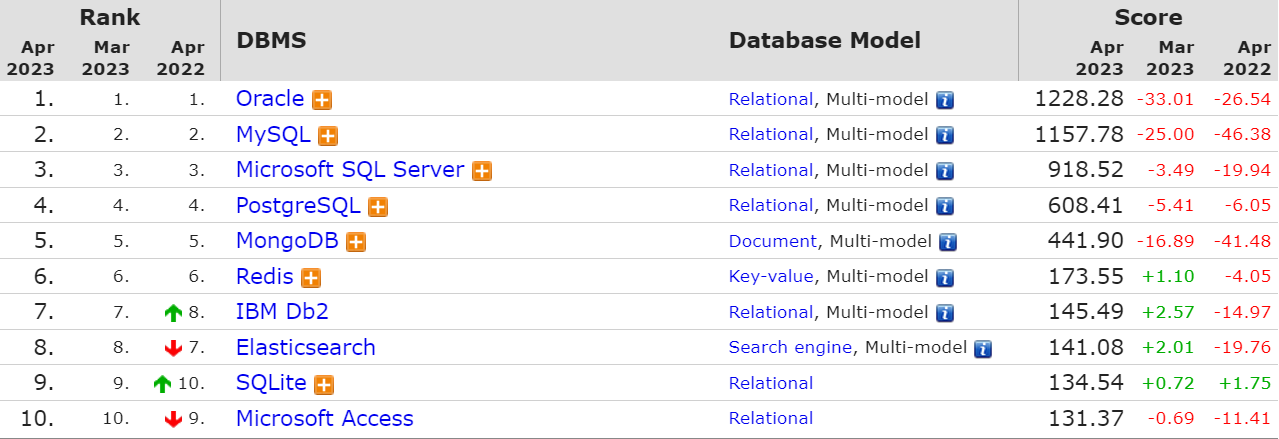 Rank DBMS Database Model Score
Apr 2023 Mar 2023 Apr 2022 Apr 2023 Mar 2023 Apr 2022
1. 1. 1. Oracle Relational, Multi-model 1228.28 -33.01 -26.54
2. 2. 2. MySQL Relational, Multi-model 1157.78 -25.00 -46.38
3. 3. 3. Microsoft SQL Server Relational, Multi-model 918.52 -3.49 -19.94
4. 4. 4. PostgreSQL Relational, Multi-model 608.41 -5.41 -6.05
5. 5. 5. MongoDB Document, Multi-model 441.90 -16.89 -41.48
6. 6. 6. Redis Key-value, Multi-model 173.55 +1.10 -4.05
7. 7. 8. IBM Db2 Relational, Multi-model 145.49 +2.57 -14.97
8. 8. 7. Elasticsearch Search engine, Multi-model 141.08 +2.01 -19.76
9. 9. 10. SQLite Relational 134.54 +0.72 +1.75
10. 10. 9. Microsoft Access Relational 131.37 -0.69 -11.41